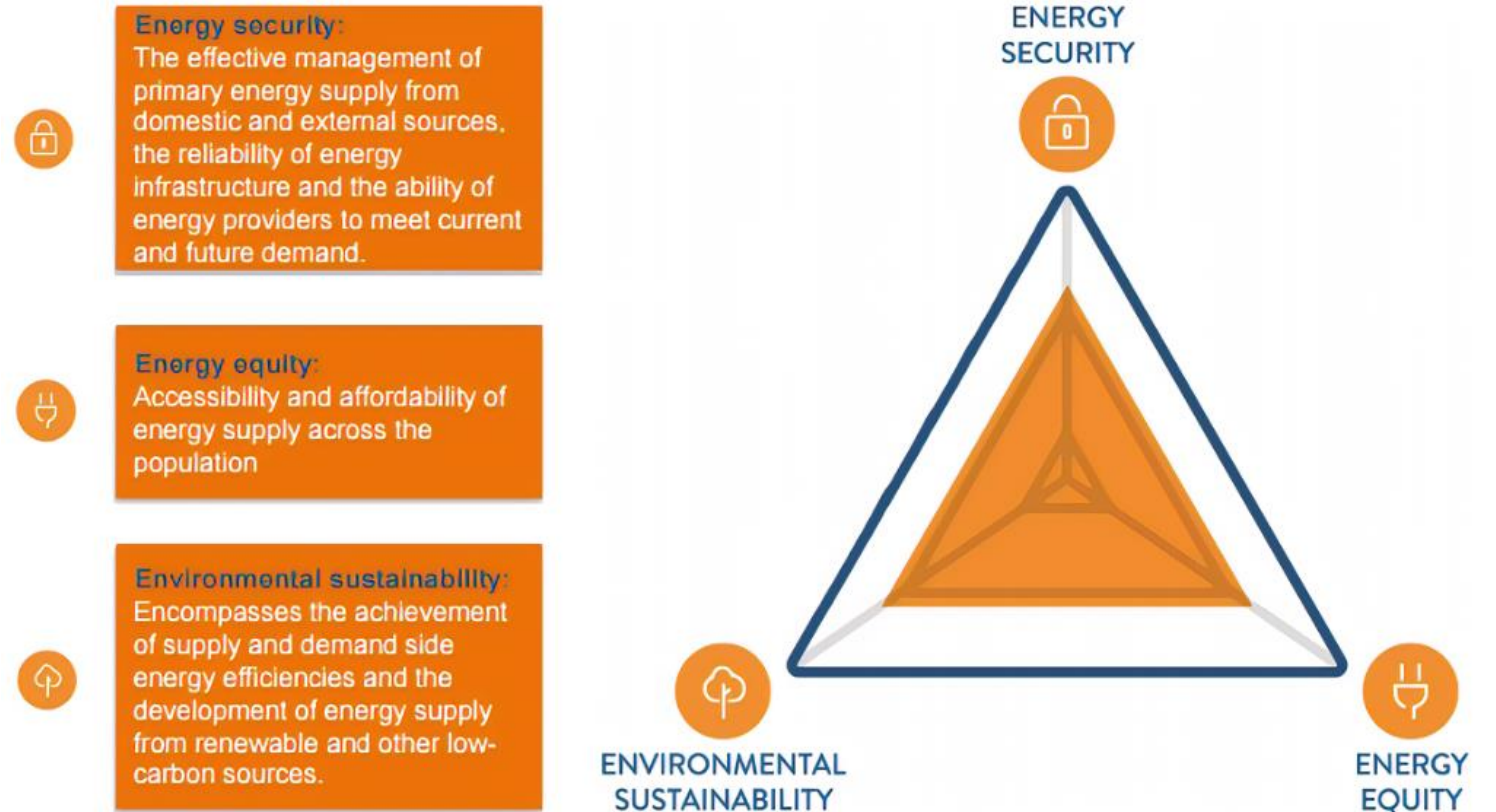 Energy security:
The effective management of
primary energy supply from
domestic and external sources,
the reliability of energy
infrastructure and the ability of
energy providers to meet current
and future demand.
Energy equity:
Accessibility and affordability of
energy supply across the
population
Environmental sustainability:
Encompasses the achievement
of supply and demand side
energy efficiencies and the
development of energy supply
from renewable and other low-
carbon sources.
ENERGY
SECURITY
ENVIRONMENTAL
SUSTAINABILITY
ENERGY
EQUITY